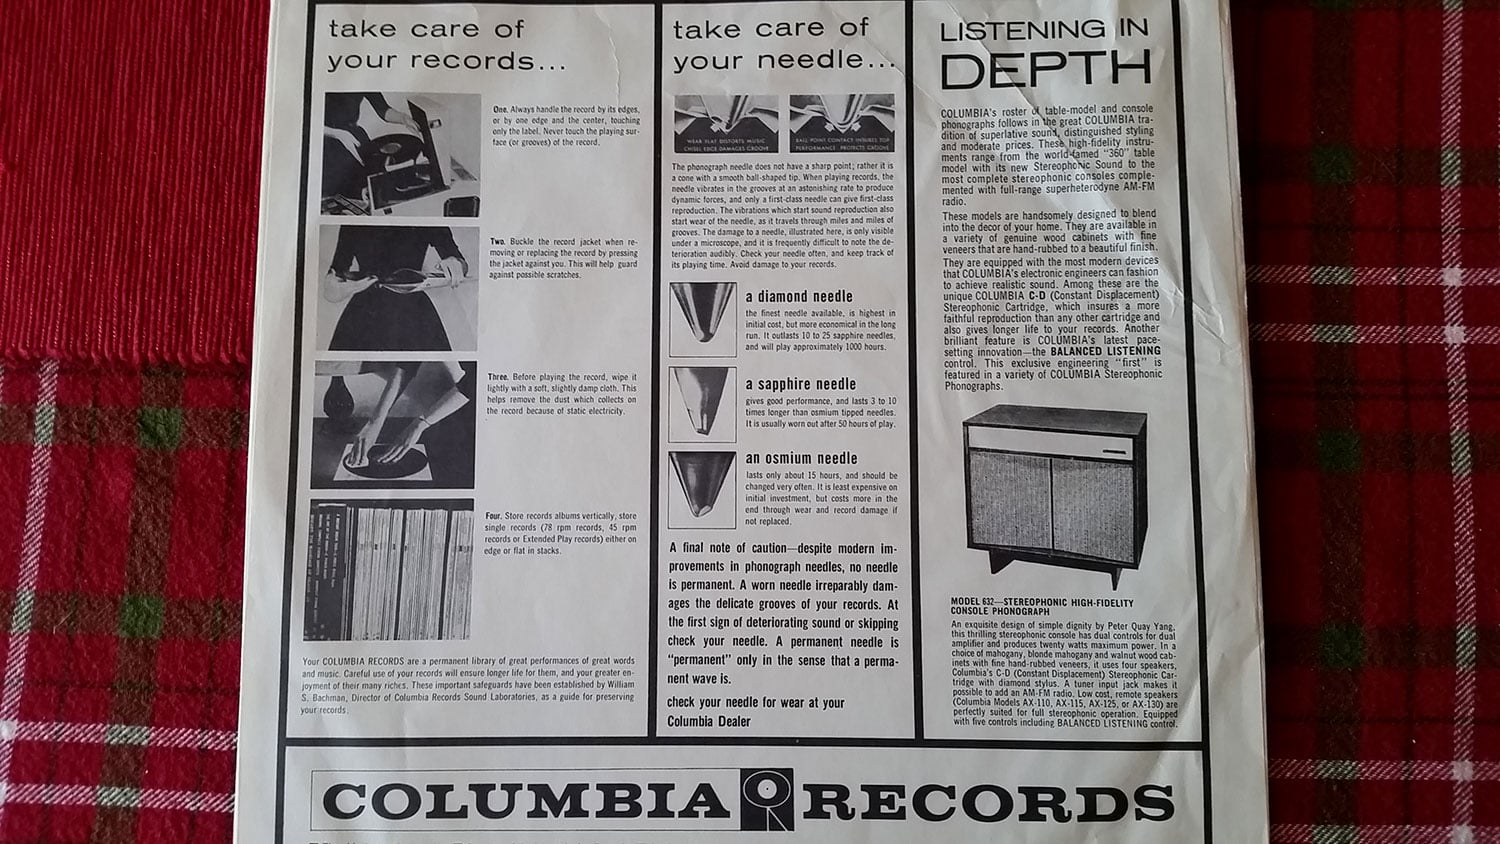 take care of
your records...
One. Always handle the record by its edges,
or by one edge and the center, touching
only the label. Never touch the playing sur-
face (or grooves) of the record.
Two. Buckle the record jacket when re-
moving or replacing the record by pressing
the jacket against you. This will help guard
against possible scratches.
Three. Before playing the record, wipe it
lightly with a soft, slightly damp cloth. This
helps remove the dust which collects on
the record because of static electricity.
Four. Store records albums vertically, store
single records (78 rpm records, 45 rpm
records or Extended Play records) either on
edge or flat in stacks.
Your COLUMBIA RECORDS are a permanent library of great performances of great words
and music. Careful use of your records will ensure longer life for them, and your greater en-
joyment of their many riches. These important safeguards have been established by William
S. Bachman, Director of Columbia Records Sound Laboratories, as a guide for preserving
your records.
take care of
your needle...
WEAR FLAT DISTORTS MUSIC
CHISEL EDGE DAMAGES GROOVE
BALL POINT CONTACT INSURES TOP
PERFORMANCE PROTECTS GROOVE
The phonograph needle does not have a sharp point; rather it is
a cone with a smooth ball-shaped tip. When playing records, the
needle vibrates in the grooves at an astonishing rate to produce
dynamic forces, and only a first-class needle can give first-class
reproduction. The vibrations which start sound reproduction also
start wear of the needle, as it travels through miles and miles of
grooves. The damage to a needle, illustrated here, is only visible
under a microscope, and it is frequently difficult to note the de-
terioration audibly. Check your needle often, and keep track of
its playing time. Avoid damage to your records.
a diamond needle
the finest needle available, is highest in
initial cost, but more economical in the long
run. It outlasts 10 to 25 sapphire needles,
and will play approximately 1000 hours.
a sapphire needle
gives good performance, and lasts 3 to 10
times longer than osmium tipped needles.
It is usually worn out after 50 hours of play.
an osmium needle
lasts only about 15 hours, and should be
changed very often. It is least expensive on
initial investment, but costs more in the
end through wear and record damage if
not replaced.
A final note of caution—despite modern im-
provements in phonograph needles, no needle
is permanent. A worn needle irreparably dam-
ages the delicate grooves of your records. At
the first sign of deteriorating sound or skipping
check your needle. A permanent needle is
"permanent" only in the sense that a perma-
nent wave is.
check your needle for wear at your
Columbia Dealer
LISTENING IN
DEPTH
COLUMBIA's roster of table-model and console
phonographs follows in the great COLUMBIA tra-
dition of superlative sound, distinguished styling
and moderate prices. These high-fidelity instru-
ments range from the world-famed "360" table
model with its new Stereophonic Sound to the
most complete stereophonic consoles comple-
mented with full-range superheterodyne AM-FM
radio.
These models are handsomely designed to blend
into the decor of your home. They are available in
a variety of genuine wood cabinets with fine
veneers that are hand-rubbed to a beautiful finish.
They are equipped with the most modern devices
that COLUMBIA's electronic engineers can fashion
to achieve realistic sound. Among these are the
unique COLUMBIA C-D (Constant Displacement)
Stereophonic Cartridge, which insures a more
faithful reproduction than any other cartridge and
also gives longer life to your records. Another
brilliant feature is COLUMBIA's latest pace-
setting innovation—the BALANCED LISTENING
control. This exclusive engineering "first" is
featured in a variety of COLUMBIA Stereophonic
Phonographs.
MODEL 632—STEREOPHONIC HIGH-FIDELITY
CONSOLE PHONOGRAPH
An exquisite design of simple dignity by Peter Quay Yang,
this thrilling stereophonic console has dual controls for dual
amplifier and produces twenty watts maximum power. In a
choice of mahogany, blonde mahogany and walnut wood cab-
inets with fine hand-rubbed veneers, it uses four speakers,
Columbia's C-D (Constant Displacement) Stereophonic Car-
tridge with diamond stylus. A tuner input jack makes it
possible to add an AM-FM radio. Low cost, remote speakers
(Columbia Models AX-110, AX-115, AX-125, or AX-130) are
perfectly suited for full stereophonic operation. Equipped
with five controls including BALANCED LISTENING control.
COLUMBIA RECORDS